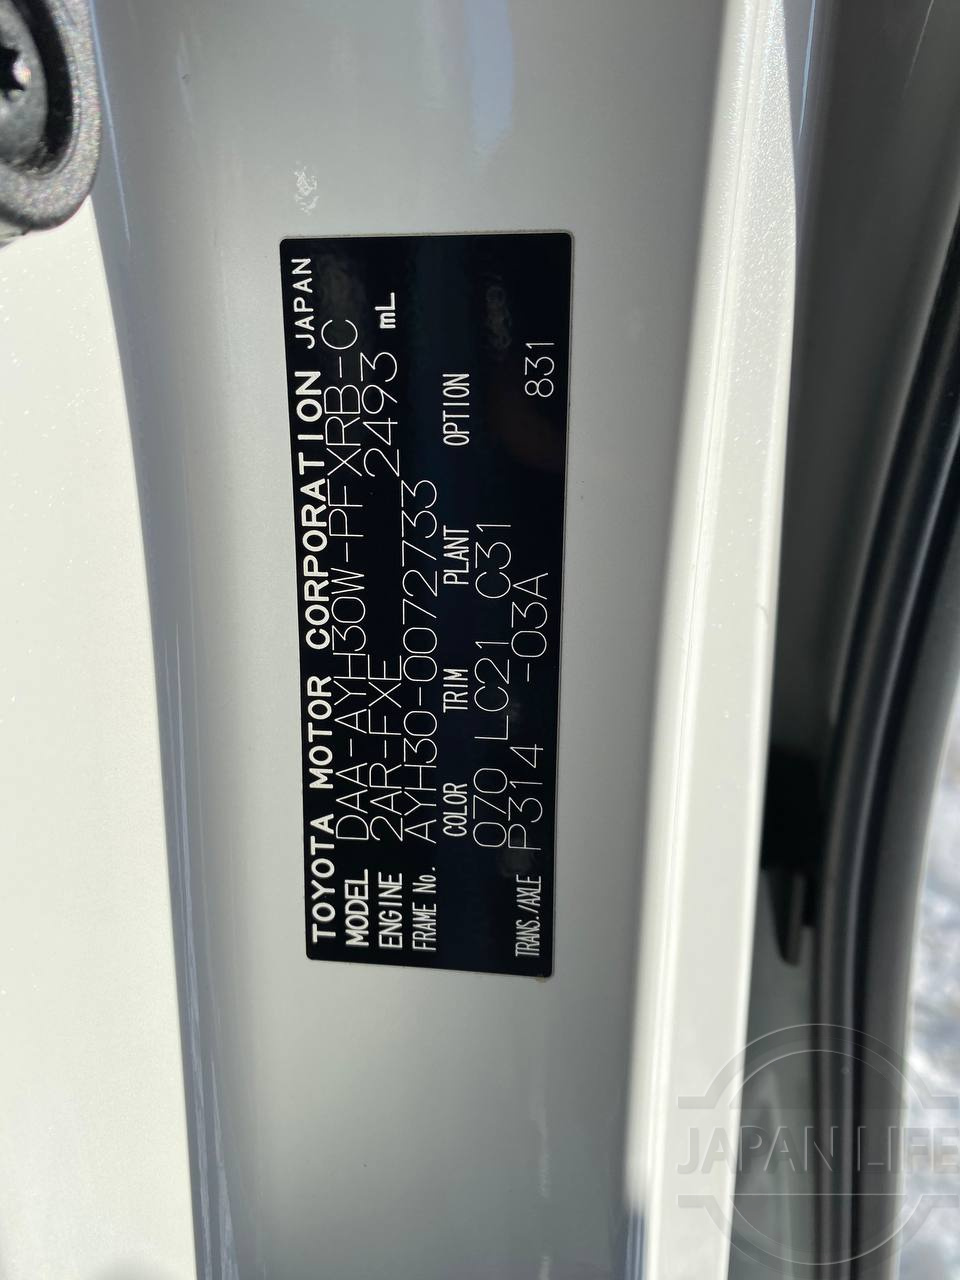 TOYOTA MOTOR CORPORATION JAPAN
MODEL DAA-AYH30W-PFXRB-C
ENGINE 2AR-FXE 2493 mL
FRAME No. AYH30-0072733
COLOR TRIM PLANT OPTION
070 LC21 C31
TRANS./AXLE P314 -03A 831
JAPAN LIFE